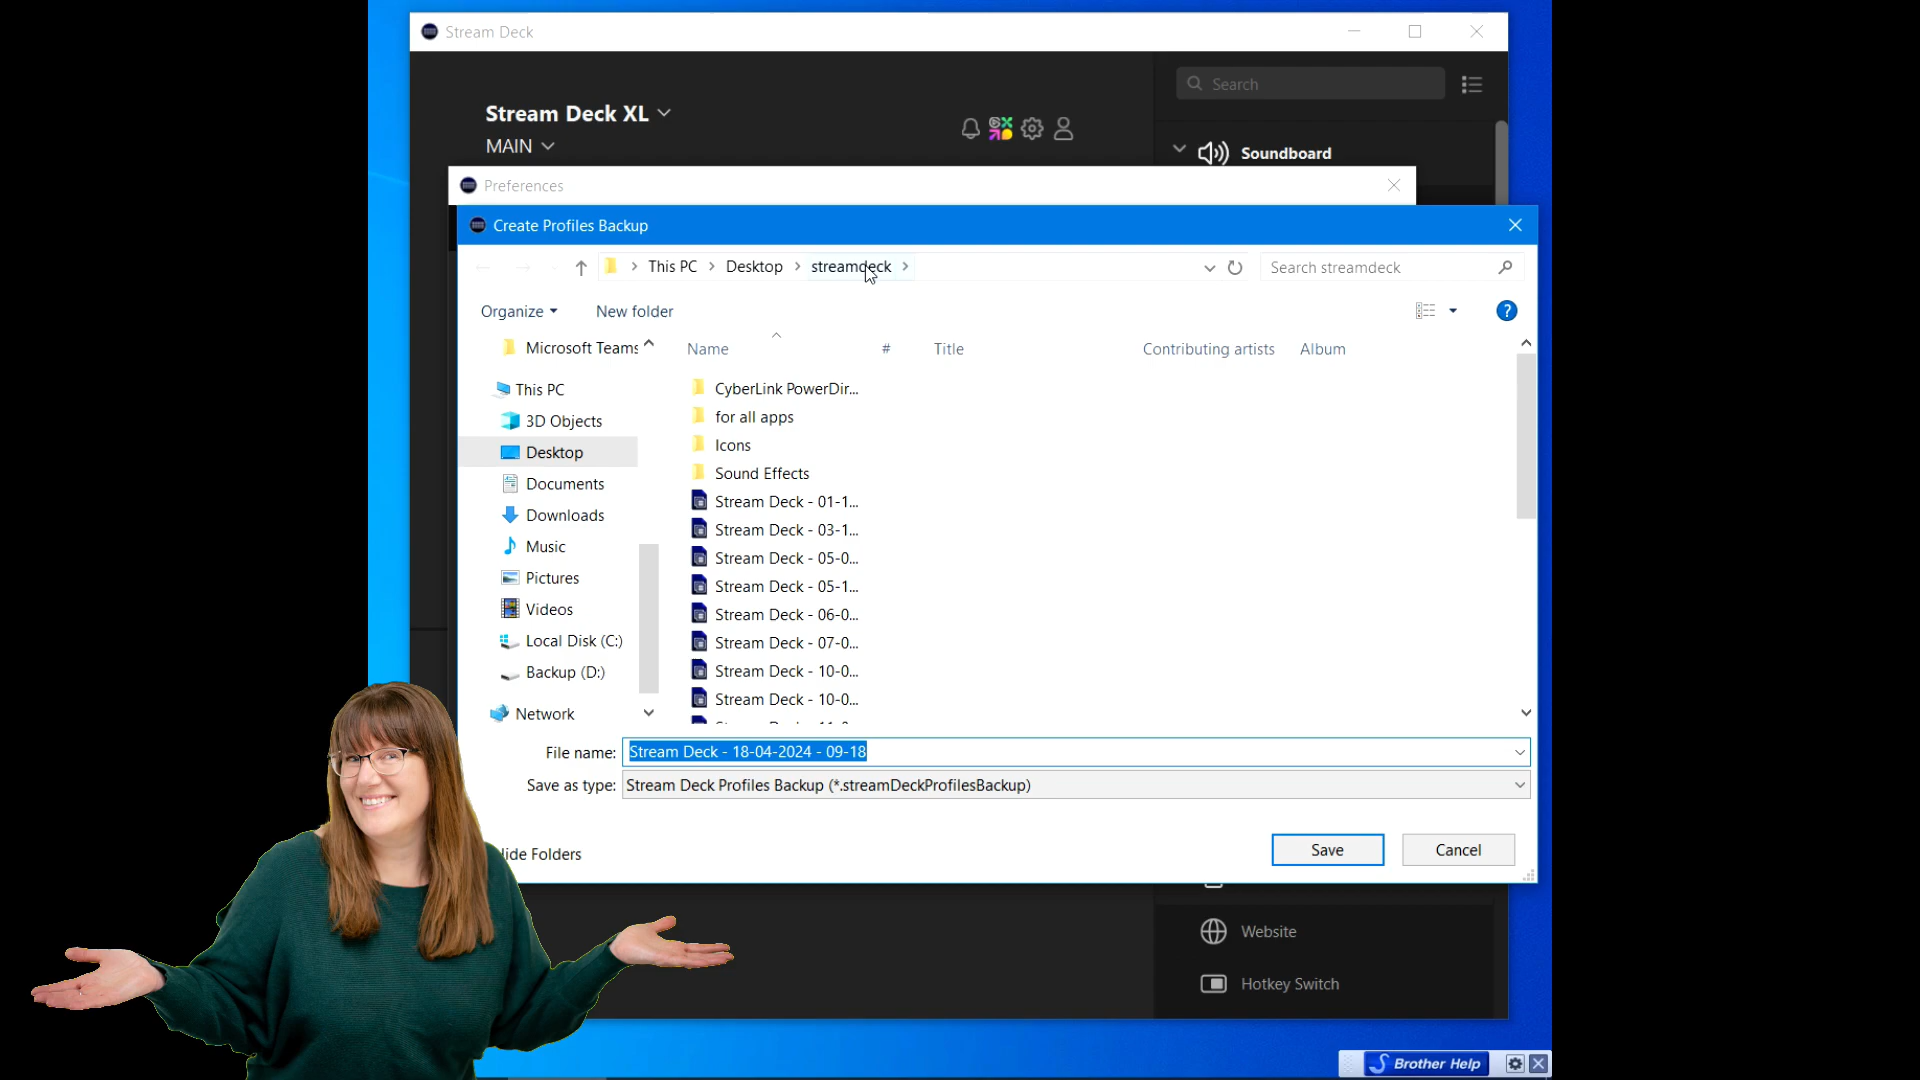 Stream Deck
Search
Stream Deck XL
MAIN
Soundboard
Preferences
Create Profiles Backup
This PC
Desktop
streamdeck
Search streamdeck
Organize
New folder
Name
#
Title
Contributing artists
Album
Microsoft Teams
This PC
3D Objects
Desktop
Documents
Downloads
Music
Pictures
Videos
Local Disk (C:)
Backup (D:)
Network
CyberLink PowerDir...
for all apps
Icons
Sound Effects
Stream Deck - 01-1...
Stream Deck - 03-1...
Stream Deck - 05-0...
Stream Deck - 05-1...
Stream Deck - 06-0...
Stream Deck - 07-0...
Stream Deck - 10-0...
Stream Deck - 10-0...
File name:
Stream Deck - 18-04-2024 - 09-18
Save as type:
Stream Deck Profiles Backup (*.streamDeckProfilesBackup)
Folders
Save
Cancel
Website
Hotkey Switch
Brother Help